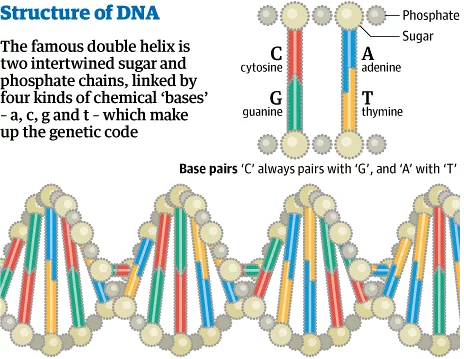 Structure of DNA
The famous double helix is
two intertwined sugar and
phosphate chains, linked by
four kinds of chemical ‘bases’
– a, c, g and t – which make
up the genetic code
Phosphate
Sugar
C
cytosine
A
adenine
G
guanine
T
thymine
Base pairs ‘C’ always pairs with ‘G’, and ‘A’ with ‘T’